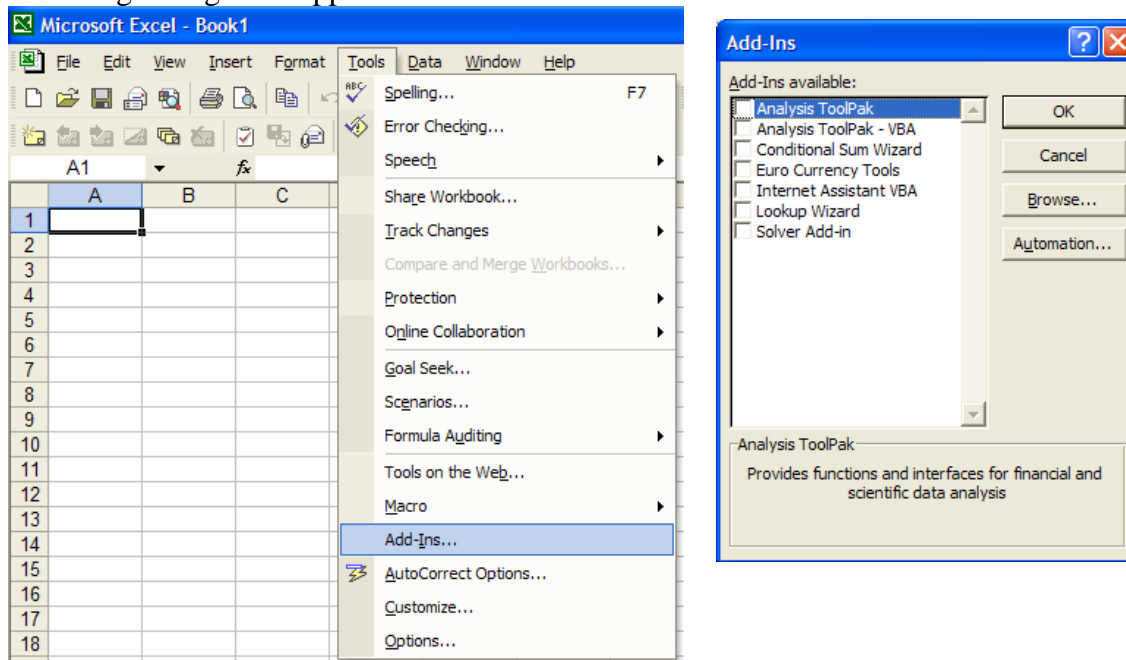 Microsoft Excel - Book1
File Edit View Insert Format Tools Data Window Help
A1 fx
A B C
1
2
3
4
5
6
7
8
9
10
11
12
13
14
15
16
17
18
ABC Spelling... F7
Error Checking...
Speech
Share Workbook...
Track Changes
Compare and Merge Workbooks...
Protection
Online Collaboration
Goal Seek...
Scenarios...
Formula Auditing
Tools on the Web...
Macro
Add-Ins...
AutoCorrect Options...
Customize...
Options...
Add-Ins
Add-Ins available:
Analysis ToolPak
Analysis ToolPak - VBA
Conditional Sum Wizard
Euro Currency Tools
Internet Assistant VBA
Lookup Wizard
Solver Add-in
OK
Cancel
Browse...
Automation...
Analysis ToolPak
Provides functions and interfaces for financial and
scientific data analysis